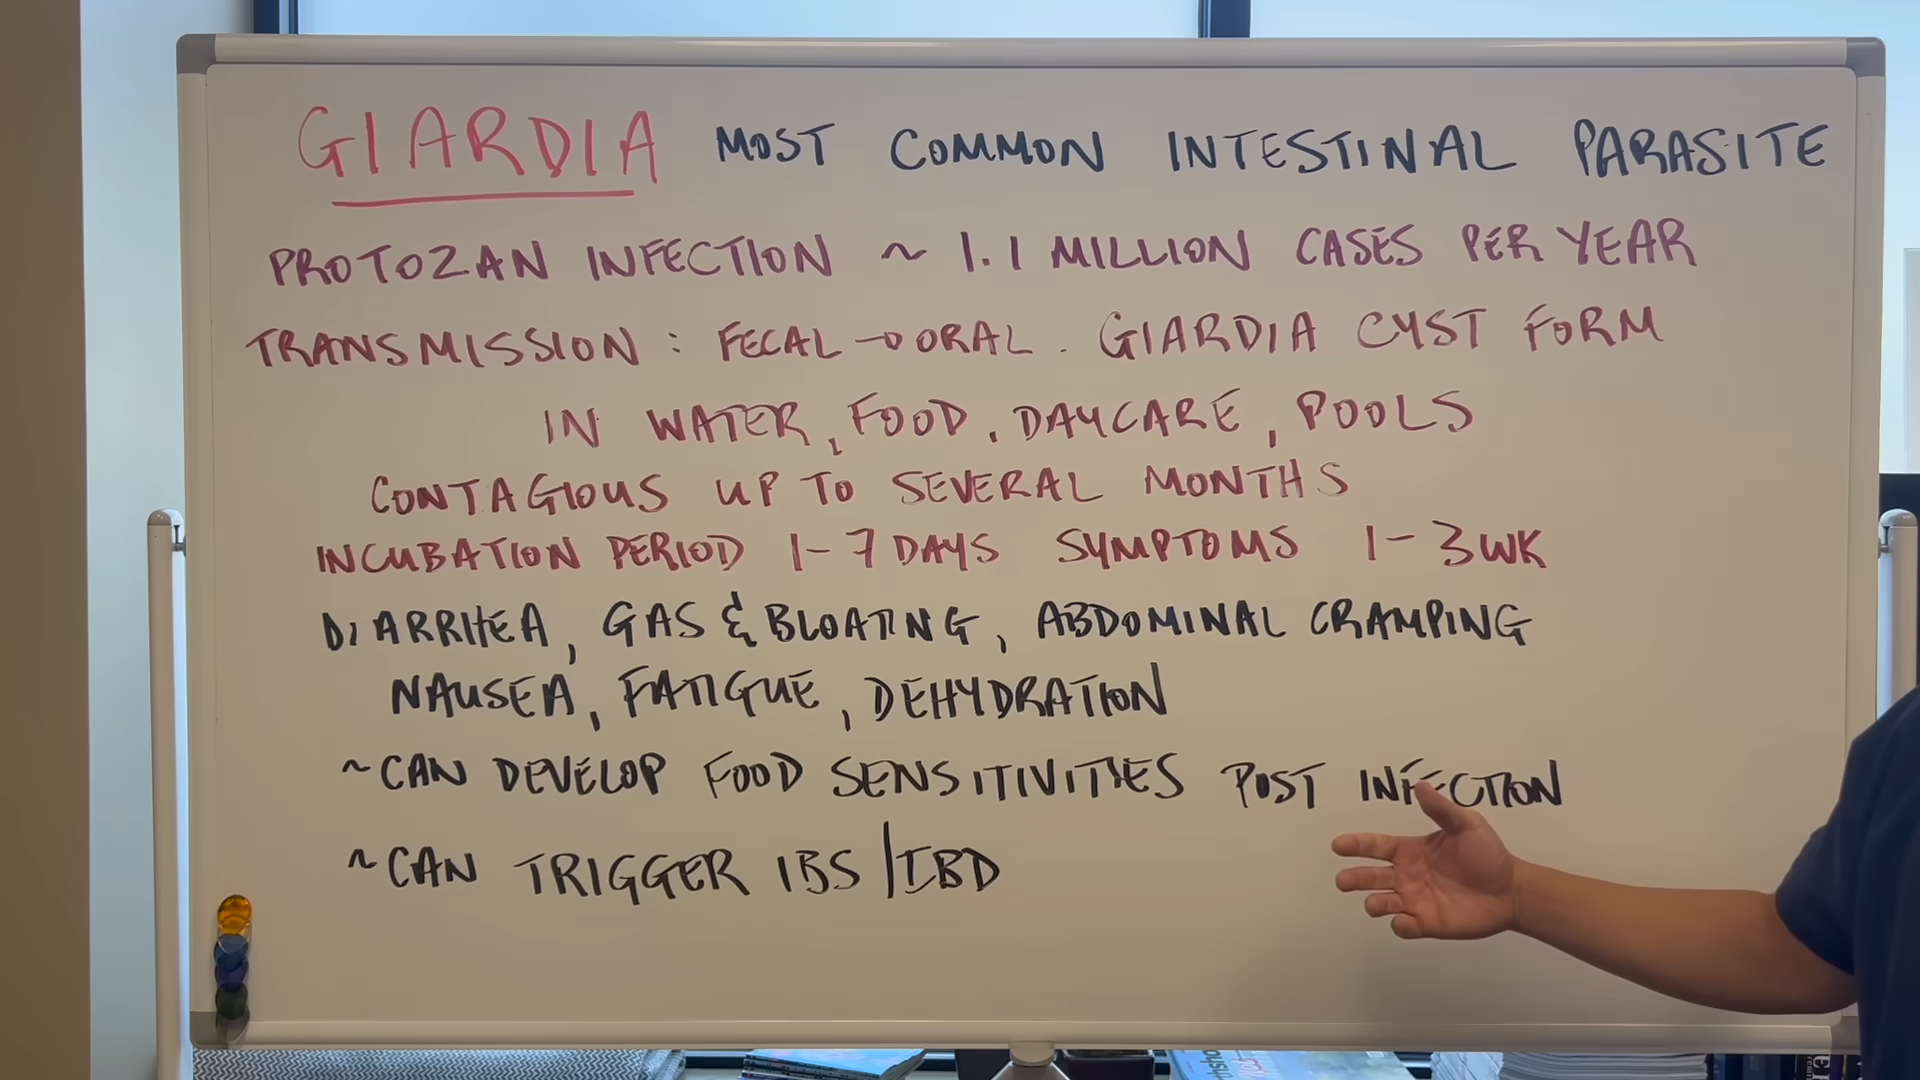 GIARDIA MOST COMMON INTESTINAL PARASITE
PROTOZAN INFECTION ~ 1.1 MILLION CASES PER YEAR
TRANSMISSION: FECAL → ORAL. GIARDIA CYST FORM
IN WATER, FOOD, DAYCARE, POOLS
CONTAGIOUS UP TO SEVERAL MONTHS
INCUBATION PERIOD 1-7 DAYS SYMPTOMS 1-3 WK
DIARRHEA, GAS & BLOATING, ABDOMINAL CRAMPING
NAUSEA, FATIGUE, DEHYDRATION
~CAN DEVELOP FOOD SENSITIVITIES POST INFECTION
~CAN TRIGGER IBS/IBD